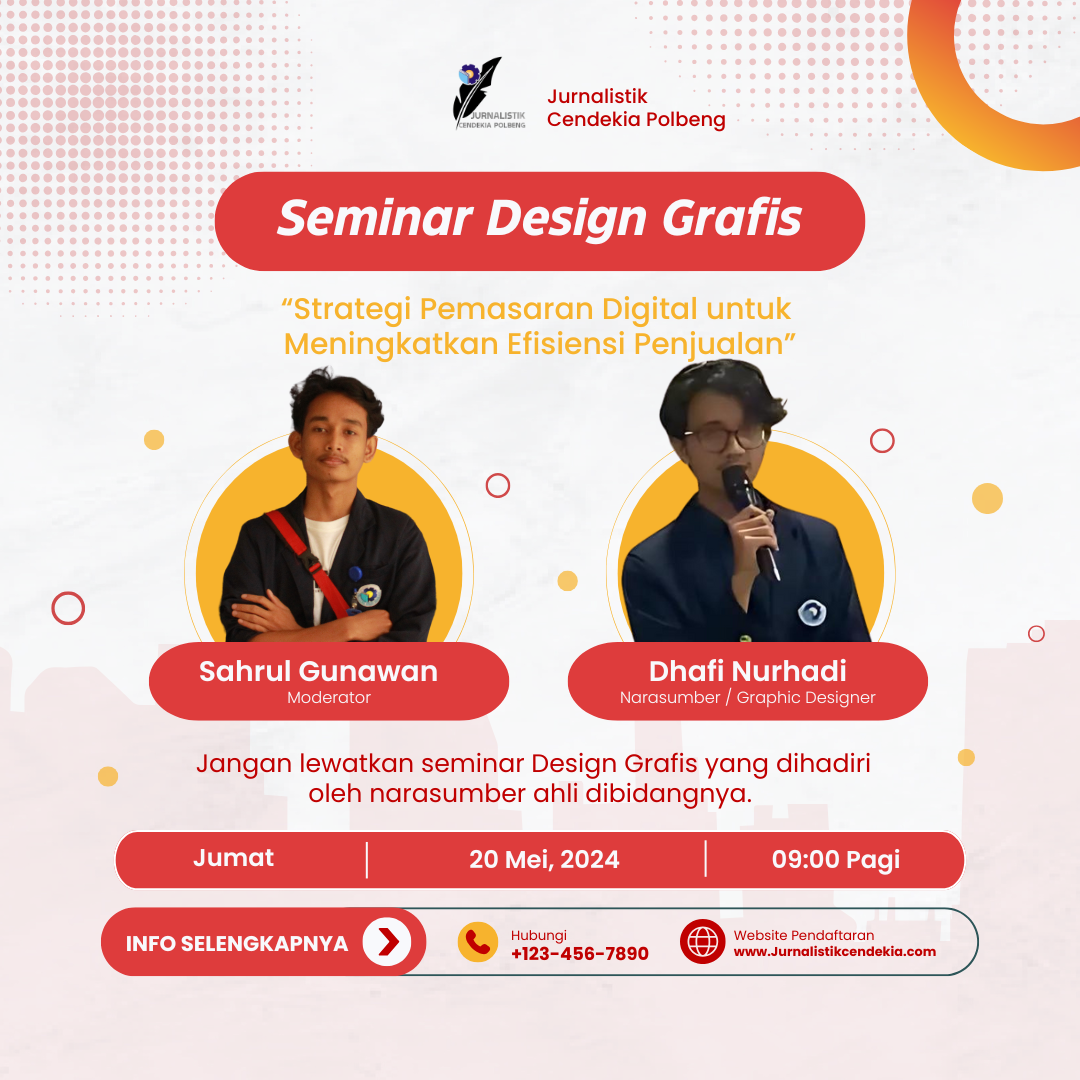 JURNALISTIK
CENDEKIA POLBENG
Jurnalistik
Cendekia Polbeng
Seminar Design Grafis
“Strategi Pemasaran Digital untuk
Meningkatkan Efisiensi Penjualan”
Sahrul Gunawan
Moderator
Dhafi Nurhadi
Narasumber / Graphic Designer
Jangan lewatkan seminar Design Grafis yang dihadiri
oleh narasumber ahli dibidangnya.
Jumat
20 Mei, 2024
09:00 Pagi
INFO SELENGKAPNYA
Hubungi
+123-456-7890
Website Pendaftaran
www.Jurnalistikcendekia.com